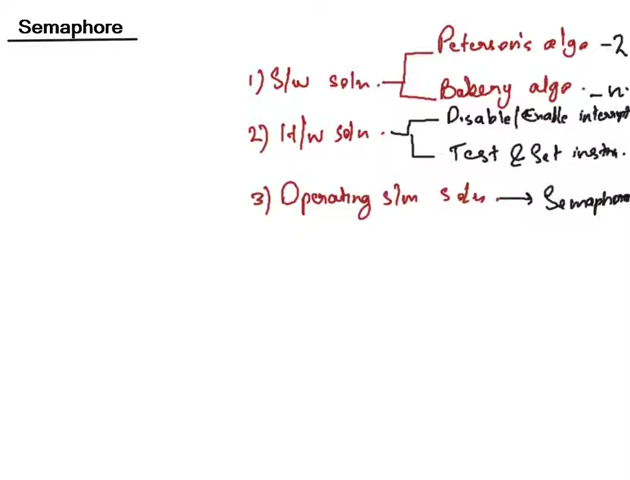 Semaphore
Peterson's algo - 2
1) S/w soln.
Bakery algo. - n.
Disable/Enable interrupt
2) H/w soln.
Test & Set instn.
3) Operating s/m soln → Semaphore